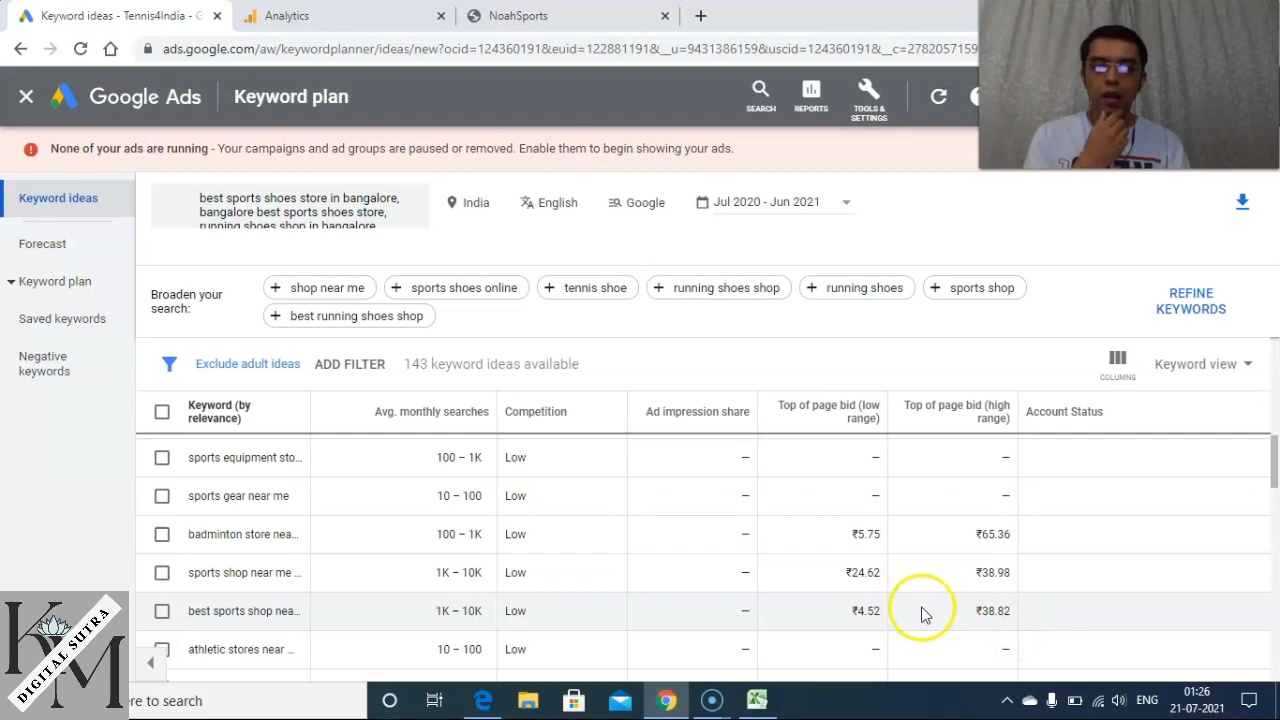 Keyword ideas - Tennis4India - G
Analytics
NoahSports
ads.google.com/aw/keywordplanner/ideas/new?ocid=124360191&euid=122881191&__u=9431386159&uscid=124360191&__c=2782057159
Google Ads
Keyword plan
SEARCH
REPORTS
TOOLS & SETTINGS
None of your ads are running - Your campaigns and ad groups are paused or removed. Enable them to begin showing your ads.
Keyword ideas
Forecast
Keyword plan
Saved keywords
Negative
keywords
best sports shoes store in bangalore,
bangalore best sports shoes store,
running shoes shop in bangalore
India
English
Google
Jul 2020 - Jun 2021
Broaden your
search:
+ shop near me
+ sports shoes online
+ tennis shoe
+ running shoes shop
+ running shoes
+ sports shop
+ best running shoes shop
REFINE
KEYWORDS
Exclude adult ideas
ADD FILTER
143 keyword ideas available
COLUMNS
Keyword view
Keyword (by relevance) Avg. monthly searches Competition Ad impression share Top of page bid (low range) Top of page bid (high range) Account Status
sports equipment sto... 100 – 1K Low – – –
sports gear near me 10 – 100 Low – – –
badminton store nea... 100 – 1K Low – ₹5.75 ₹65.36
sports shop near me ... 1K – 10K Low – ₹24.62 ₹38.98
best sports shop nea... 1K – 10K Low – ₹4.52 ₹38.82
athletic stores near ... 10 – 100 Low – – –
KM
DIGITAL SUTRA
ere to search
ENG
01:26
21-07-2021